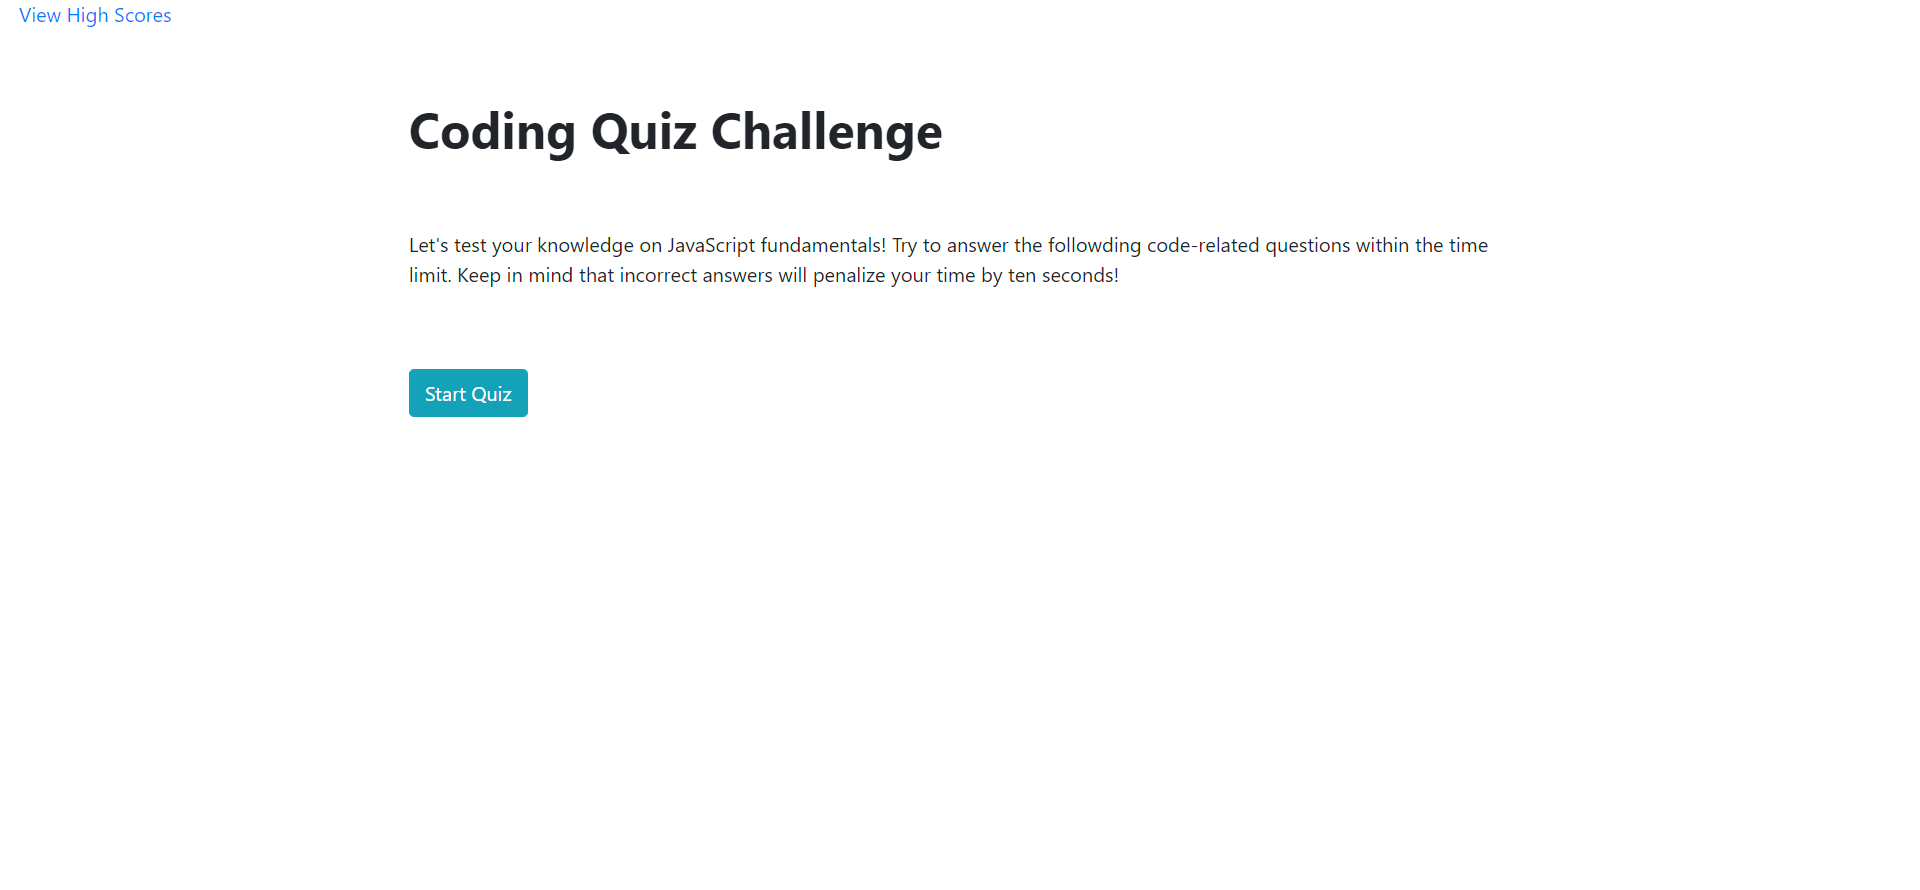 View High Scores
Coding Quiz Challenge
Let's test your knowledge on JavaScript fundamentals! Try to answer the followding code-related questions within the time
limit. Keep in mind that incorrect answers will penalize your time by ten seconds!
Start Quiz